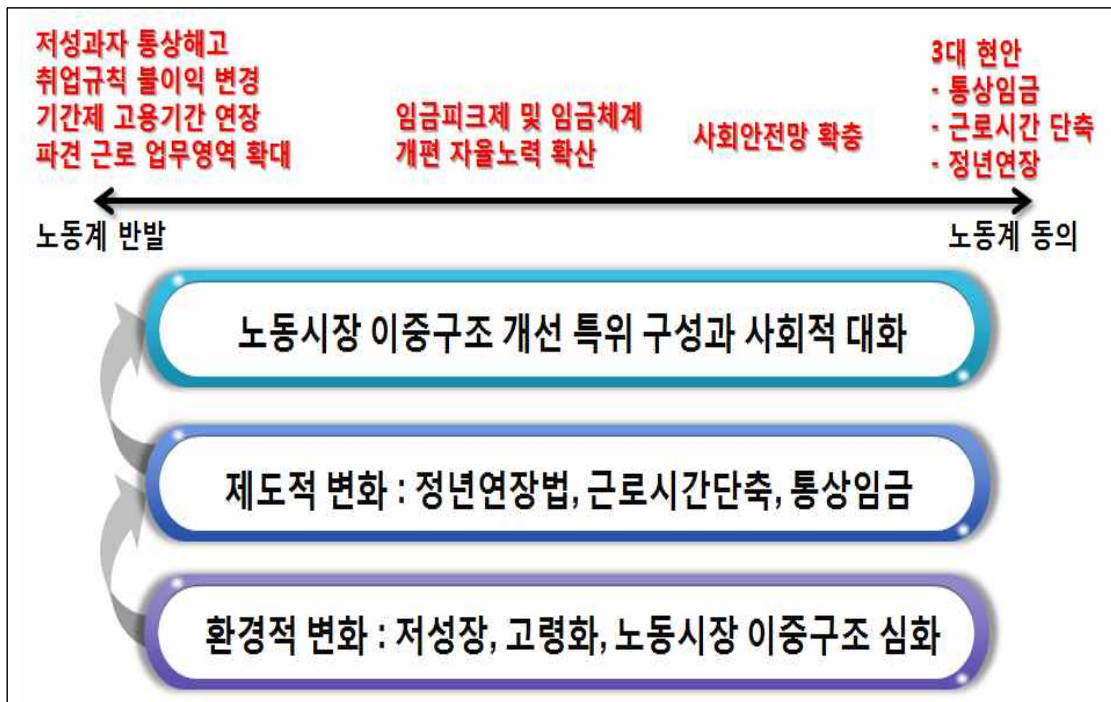 저성과자 통상해고
취업규칙 불이익 변경
기간제 고용기간 연장
파견 근로 업무영역 확대
임금피크제 및 임금체계
개편 자율노력 확산
사회안전망 확충
3대 현안
- 통상임금
- 근로시간 단축
- 정년연장
노동계 반발
노동계 동의
노동시장 이중구조 개선 특위 구성과 사회적 대화
제도적 변화 : 정년연장법, 근로시간단축, 통상임금
환경적 변화 : 저성장, 고령화, 노동시장 이중구조 심화